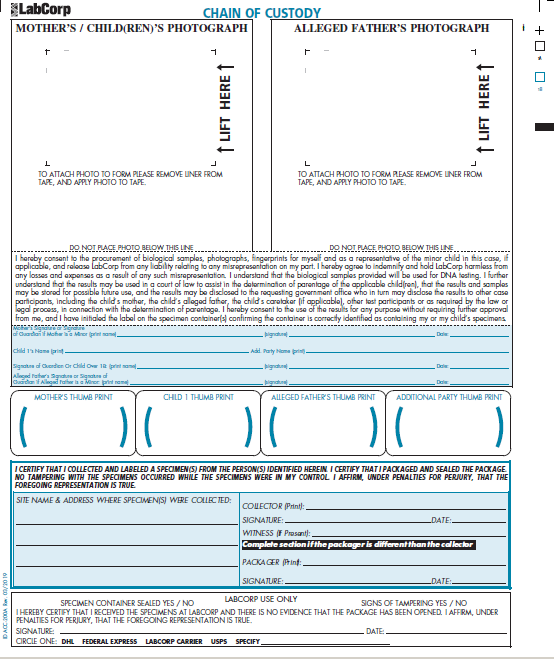 LabCorp
CHAIN OF CUSTODY
MOTHER'S / CHILD(REN)'S PHOTOGRAPH
ALLEGED FATHER'S PHOTOGRAPH
LIFT HERE
LIFT HERE
TO ATTACH PHOTO TO FORM PLEASE REMOVE LINER FROM
TAPE, AND APPLY PHOTO TO TAPE.
TO ATTACH PHOTO TO FORM PLEASE REMOVE LINER FROM
TAPE, AND APPLY PHOTO TO TAPE.
DO NOT PLACE PHOTO BELOW THIS LINE
DO NOT PLACE PHOTO BELOW THIS LINE
I hereby consent to the procurement of biological samples, photographs, fingerprints for myself and as a representative of the minor child in this case, if
applicable, and release LabCorp from any liability relating to any misrepresentation on my part. I hereby agree to indemnify and hold LabCorp harmless from
any losses and expenses as a result of any such misrepresentation. I understand that the biological samples provided will be used for DNA testing. I further
understand that the results may be used in a court of law to assist in the determination of parentage of the applicable child(ren), that the results and samples
may be stored for possible future use, and the results may be disclosed to the requesting government office who in turn may disclose the results to other case
participants, including the child's mother, the child's alleged father, the child's caretaker (if applicable), other test participants or as required by the law or
legal process, in connection with the determination of parentage. I hereby consent to the use of the results for any purpose without requiring further approval
from me, and I have initialed the label on the specimen container(s) confirming the container is correctly identified as containing my or my child's specimens.
Mother's Signature or Signature
of Guardian if Mother is a Minor (print name) (signature) Date:
Child 1's Name (print) Add. Party Name (print)
Signature of Guardian Or Child Over 18: (print name) (signature) Date:
Alleged Father's Signature or Signature of
Guardian if Alleged Father is a Minor: (print name) (signature) Date:
MOTHER'S THUMB PRINT
CHILD 1 THUMB PRINT
ALLEGED FATHER'S THUMB PRINT
ADDITIONAL PARTY THUMB PRINT
I CERTIFY THAT I COLLECTED AND LABELED A SPECIMEN(S) FROM THE PERSON(S) IDENTIFIED HEREIN. I CERTIFY THAT I PACKAGED AND SEALED THE PACKAGE.
NO TAMPERING WITH THE SPECIMENS OCCURRED WHILE THE SPECIMENS WERE IN MY CONTROL. I AFFIRM, UNDER PENALTIES FOR PERJURY, THAT THE
FOREGOING REPRESENTATION IS TRUE.
SITE NAME & ADDRESS WHERE SPECIMEN(S) WERE COLLECTED:
COLLECTOR (Print):
SIGNATURE: DATE:
WITNESS (If Present):
Complete section if the packager is different than the collector
PACKAGER (Print):
SIGNATURE: DATE:
LABCORP USE ONLY
SPECIMEN CONTAINER SEALED YES / NO SIGNS OF TAMPERING YES / NO
I HEREBY CERTIFY THAT I RECEIVED THE SPECIMENS AT LABCORP AND THERE IS NO EVIDENCE THAT THE PACKAGE HAS BEEN OPENED. I AFFIRM, UNDER
PENALTIES FOR PERJURY, THAT THE FOREGOING REPRESENTATION IS TRUE.
SIGNATURE: DATE:
CIRCLE ONE: DHL FEDERAL EXPRESS LABCORP CARRIER USPS SPECIFY